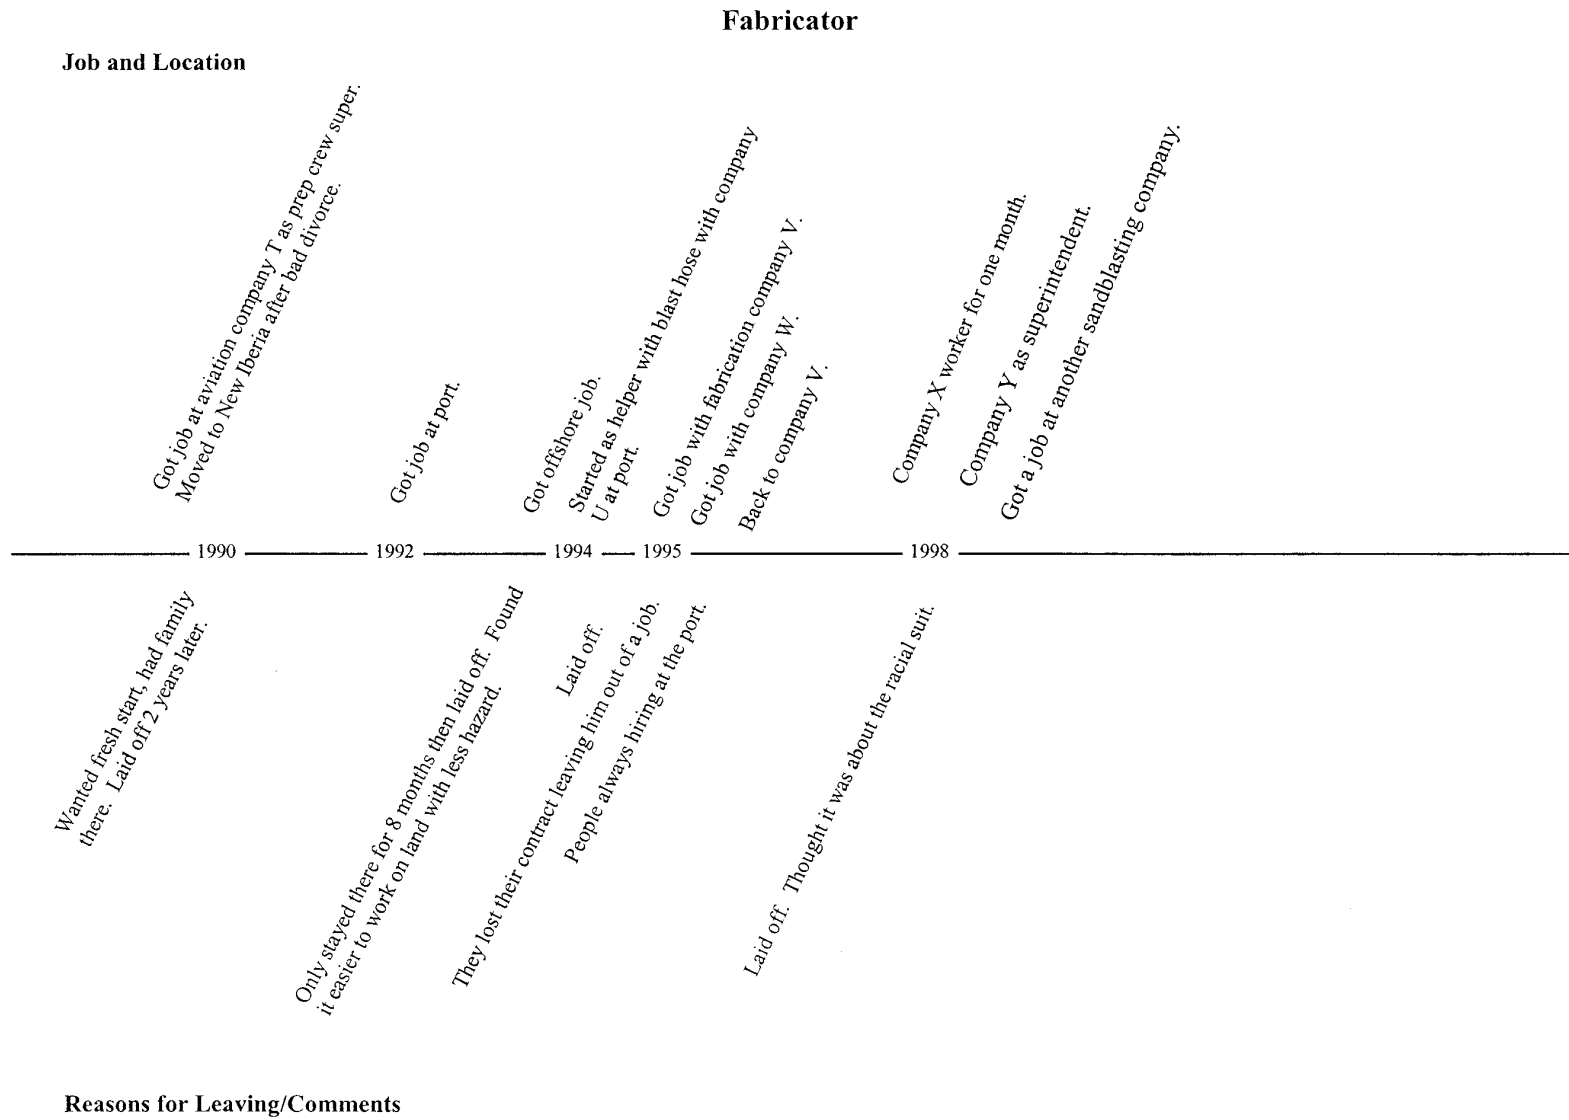 Fabricator
Job and Location
Got job at aviation company T as prep crew super.
Moved to New Iberia after bad divorce.
Got job at port.
Got offshore job.
Started as helper with blast hose with company
U at port.
Got job with fabrication company V.
Got job with company W.
Back to company V.
Company X worker for one month.
Company Y as superintendent.
Got a job at another sandblasting company.
1990
1992
1994
1995
1998
Wanted fresh start, had family
there. Laid off 2 years later.
Only stayed there for 8 months then laid off. Found
it easier to work on land with less hazard.
Laid off.
They lost their contract leaving him out of a job.
People always hiring at the port.
Laid off. Thought it was about the racial suit.
Reasons for Leaving/Comments